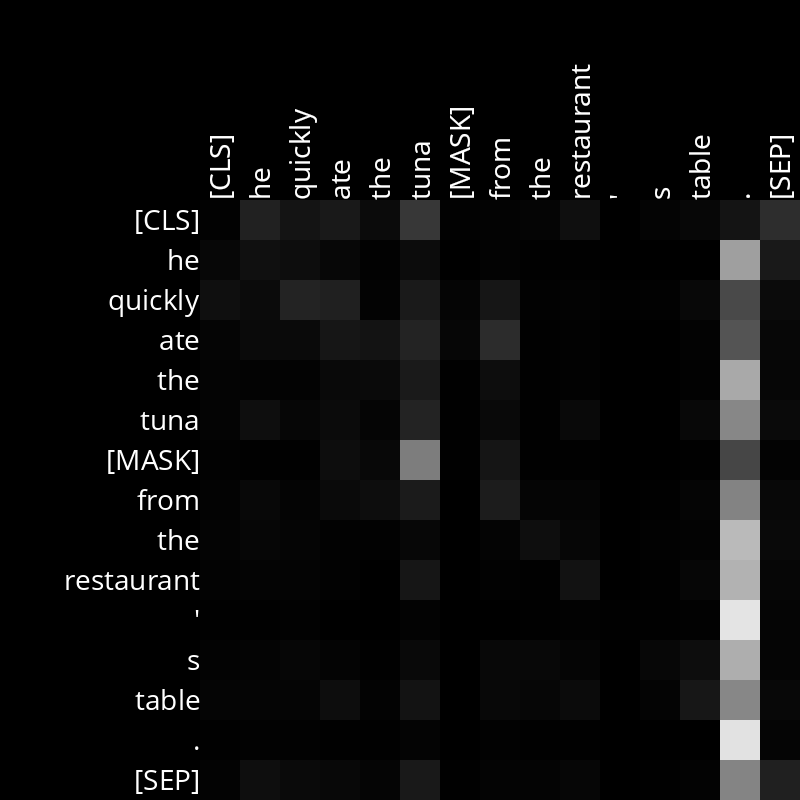 [CLS] he quickly ate the tuna [MASK] from the restaurant ' s table . [SEP]
[CLS]
he
quickly
ate
the
tuna
[MASK]
from
the
restaurant
'
s
table
.
[SEP]